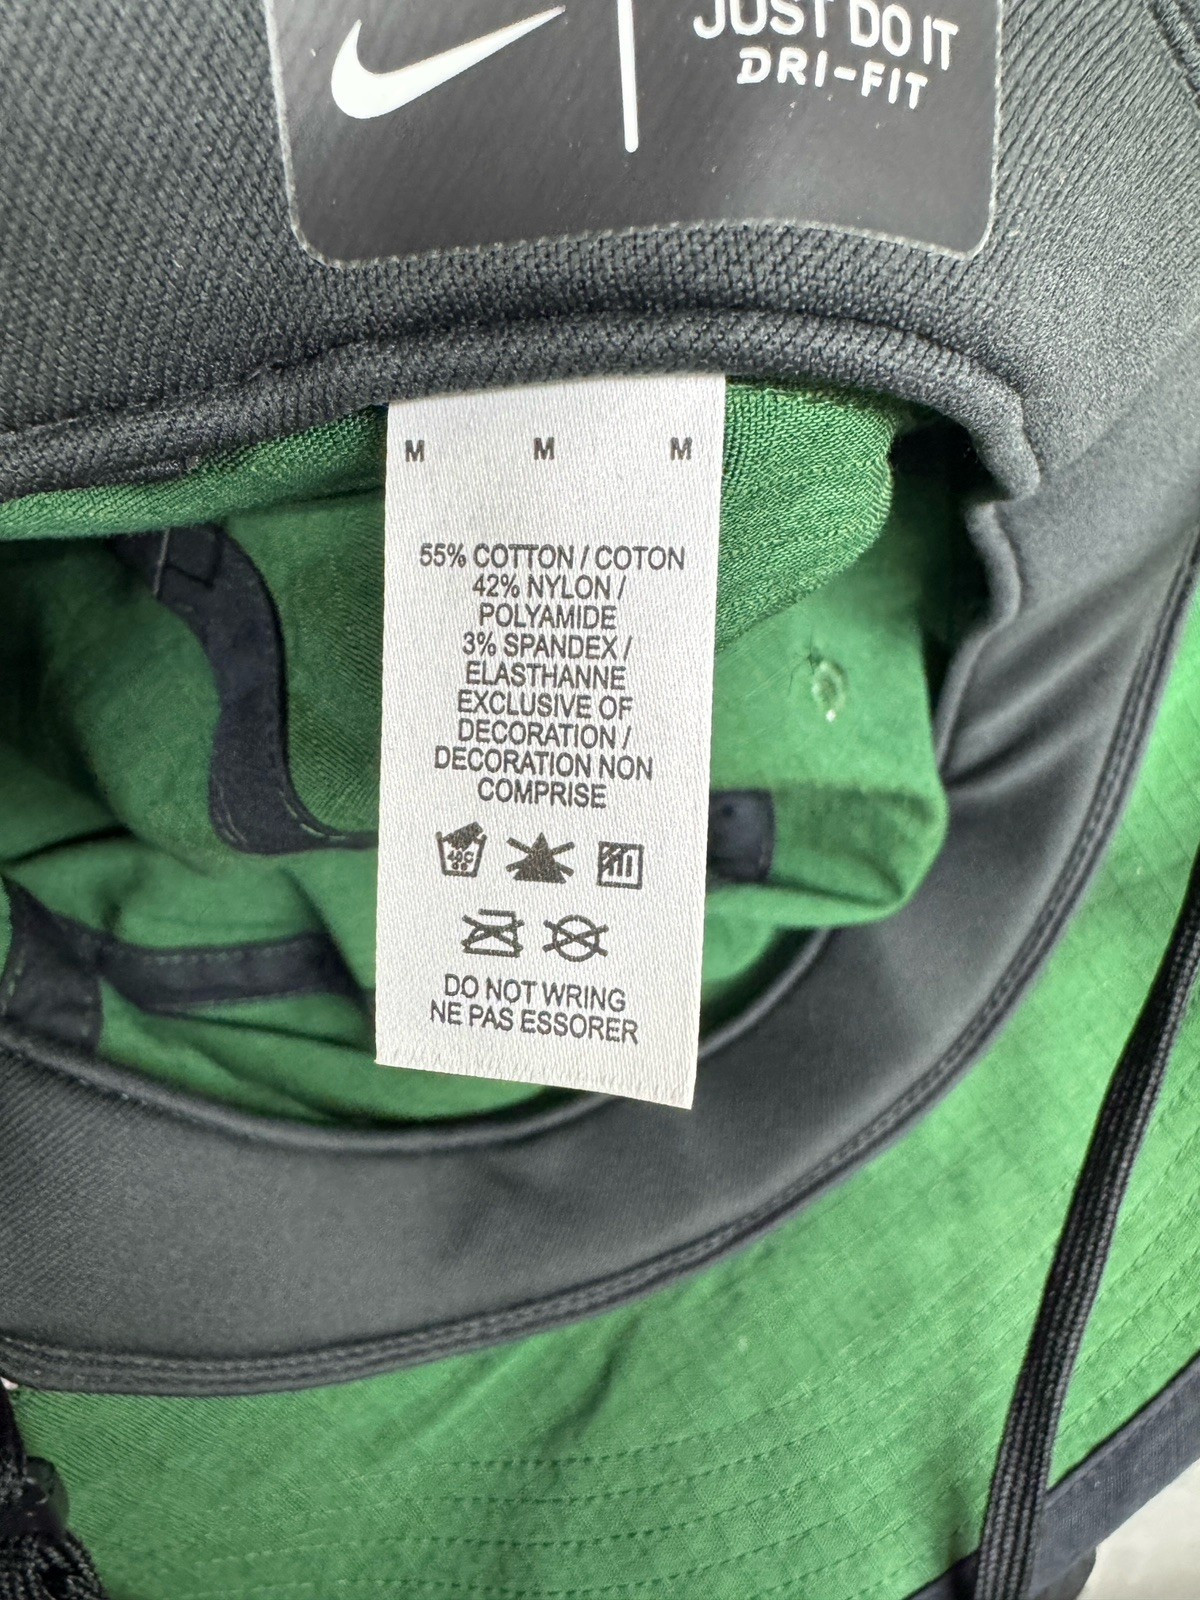 JUST DO IT
DRI-FIT
M M M
55% COTTON / COTON
42% NYLON /
POLYAMIDE
3% SPANDEX /
ELASTHANNE
EXCLUSIVE OF
DECORATION /
DECORATION NON
COMPRISE
DO NOT WRING
NE PAS ESSORER